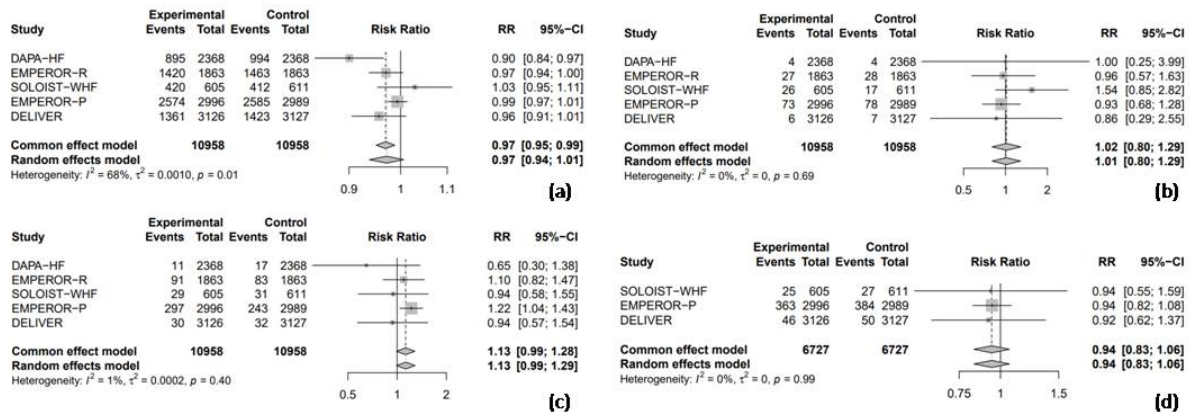 Experimental Control
Study Events Total Events Total Risk Ratio RR 95%−CI
DAPA−HF 895 2368 994 2368 0.90 [0.84; 0.97]
EMPEROR−R 1420 1863 1463 1863 0.97 [0.94; 1.00]
SOLOIST−WHF 420 605 412 611 1.03 [0.95; 1.11]
EMPEROR−P 2574 2996 2585 2989 0.99 [0.97; 1.01]
DELIVER 1361 3126 1423 3127 0.96 [0.91; 1.01]
Common effect model 10958 10958 0.97 [0.95; 0.99]
Random effects model 0.97 [0.94; 1.01]
Heterogeneity: I² = 68%, τ² = 0.0010, p = 0.01
0.9 1 1.1
(a)
Experimental Control
Study Events Total Events Total Risk Ratio RR 95%−CI
DAPA−HF 4 2368 4 2368 1.00 [0.25; 3.99]
EMPEROR−R 27 1863 28 1863 0.96 [0.57; 1.63]
SOLOIST−WHF 26 605 17 611 1.54 [0.85; 2.82]
EMPEROR−P 73 2996 78 2989 0.93 [0.68; 1.28]
DELIVER 6 3126 7 3127 0.86 [0.29; 2.55]
Common effect model 10958 10958 1.02 [0.80; 1.29]
Random effects model 1.01 [0.80; 1.29]
Heterogeneity: I² = 0%, τ² = 0, p = 0.69
0.5 1 2
(b)
Experimental Control
Study Events Total Events Total Risk Ratio RR 95%−CI
DAPA−HF 11 2368 17 2368 0.65 [0.30; 1.38]
EMPEROR−R 91 1863 83 1863 1.10 [0.82; 1.47]
SOLOIST−WHF 29 605 31 611 0.94 [0.58; 1.55]
EMPEROR−P 297 2996 243 2989 1.22 [1.04; 1.43]
DELIVER 30 3126 32 3127 0.94 [0.57; 1.54]
Common effect model 10958 10958 1.13 [0.99; 1.28]
Random effects model 1.13 [0.99; 1.29]
Heterogeneity: I² = 1%, τ² = 0.0002, p = 0.40
0.5 1 2
(c)
Experimental Control
Study Events Total Events Total Risk Ratio RR 95%−CI
SOLOIST−WHF 25 605 27 611 0.94 [0.55; 1.59]
EMPEROR−P 363 2996 384 2989 0.94 [0.82; 1.08]
DELIVER 46 3126 50 3127 0.92 [0.62; 1.37]
Common effect model 6727 6727 0.94 [0.83; 1.06]
Random effects model 0.94 [0.83; 1.06]
Heterogeneity: I² = 0%, τ² = 0, p = 0.99
0.75 1 1.5
(d)